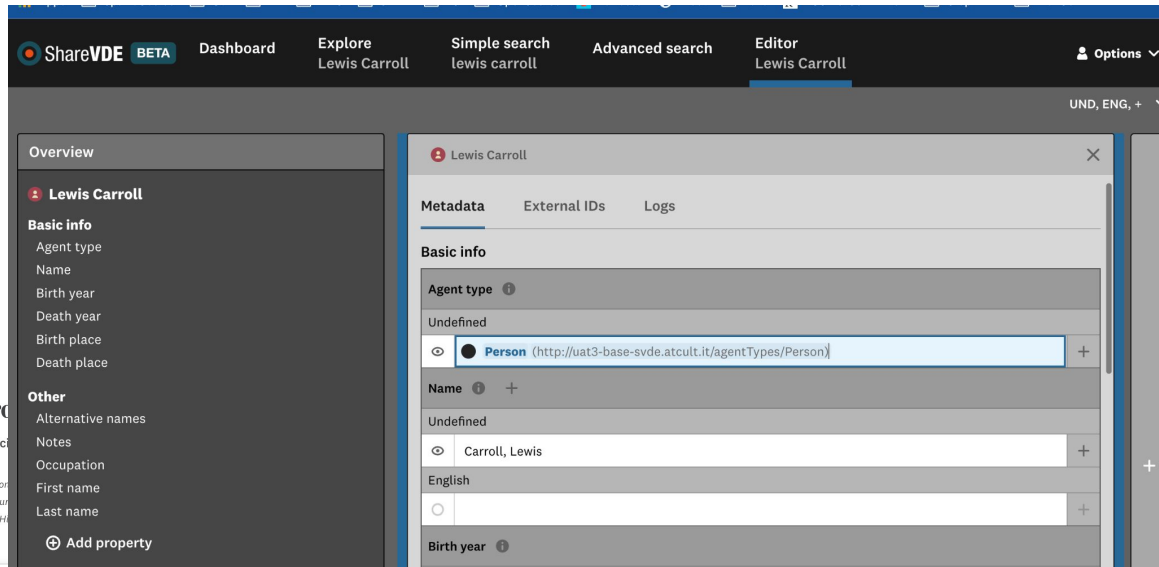 ShareVDE BETA
Dashboard
Explore
Lewis Carroll
Simple search
lewis carroll
Advanced search
Editor
Lewis Carroll
Options
UND, ENG, +
Overview
Lewis Carroll
Basic info
Agent type
Name
Birth year
Death year
Birth place
Death place
Other
Alternative names
Notes
Occupation
First name
Last name
Add property
Lewis Carroll
Metadata External IDs Logs
Basic info
Agent type
Undefined
Person (http://uat3-base-svde.atcult.it/agentTypes/Person)
Name +
Undefined
Carroll, Lewis +
English
+
Birth year